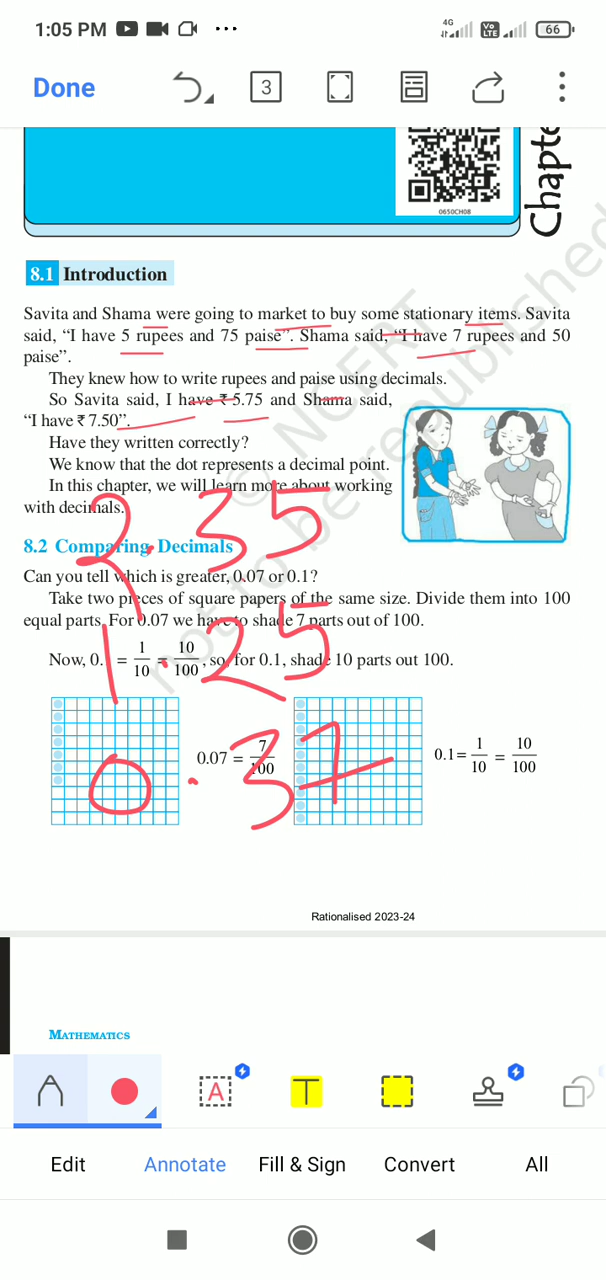 1:05 PM
4G
Vo LTE
66
Done
3
0650CH08
Chapte
8.1 Introduction
Savita and Shama were going to market to buy some stationary items. Savita
said, “I have 5 rupees and 75 paise”. Shama said, “I have 7 rupees and 50
paise”.
They knew how to write rupees and paise using decimals.
So Savita said, I have ₹ 5.75 and Shama said,
“I have ₹ 7.50”.
Have they written correctly?
We know that the dot represents a decimal point.
In this chapter, we will learn more about working
with decimals.
8.2 Comparing Decimals
Can you tell which is greater, 0.07 or 0.1?
Take two pieces of square papers of the same size. Divide them into 100
equal parts. For 0.07 we have to shade 7 parts out of 100.
Now, 0.1 = 1/10 = 10/100, so, for 0.1, shade 10 parts out 100.
0.07 = 7/100
0.1 = 1/10 = 10/100
2.35
1.25
0.37
© NCERT
not to be republished
Rationalised 2023-24
MATHEMATICS
A
T
Edit Annotate Fill & Sign Convert All